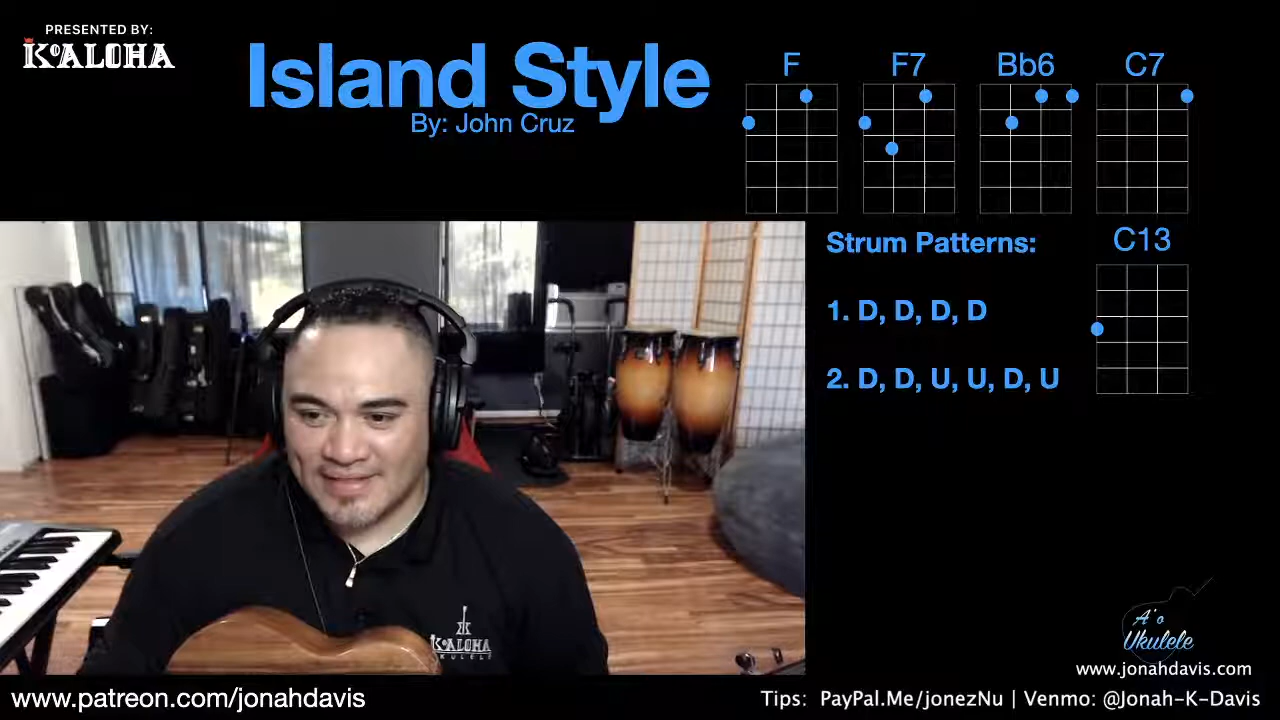 PRESENTED BY:
KoALOHA
Island Style
By: John Cruz
F F7 Bb6 C7
Strum Patterns:
C13
1. D, D, D, D
2. D, D, U, U, D, U
KoALOHA
UKULELE
A'o
Ukulele
www.jonahdavis.com
www.patreon.com/jonahdavis
Tips: PayPal.Me/jonezNu | Venmo: @Jonah-K-Davis